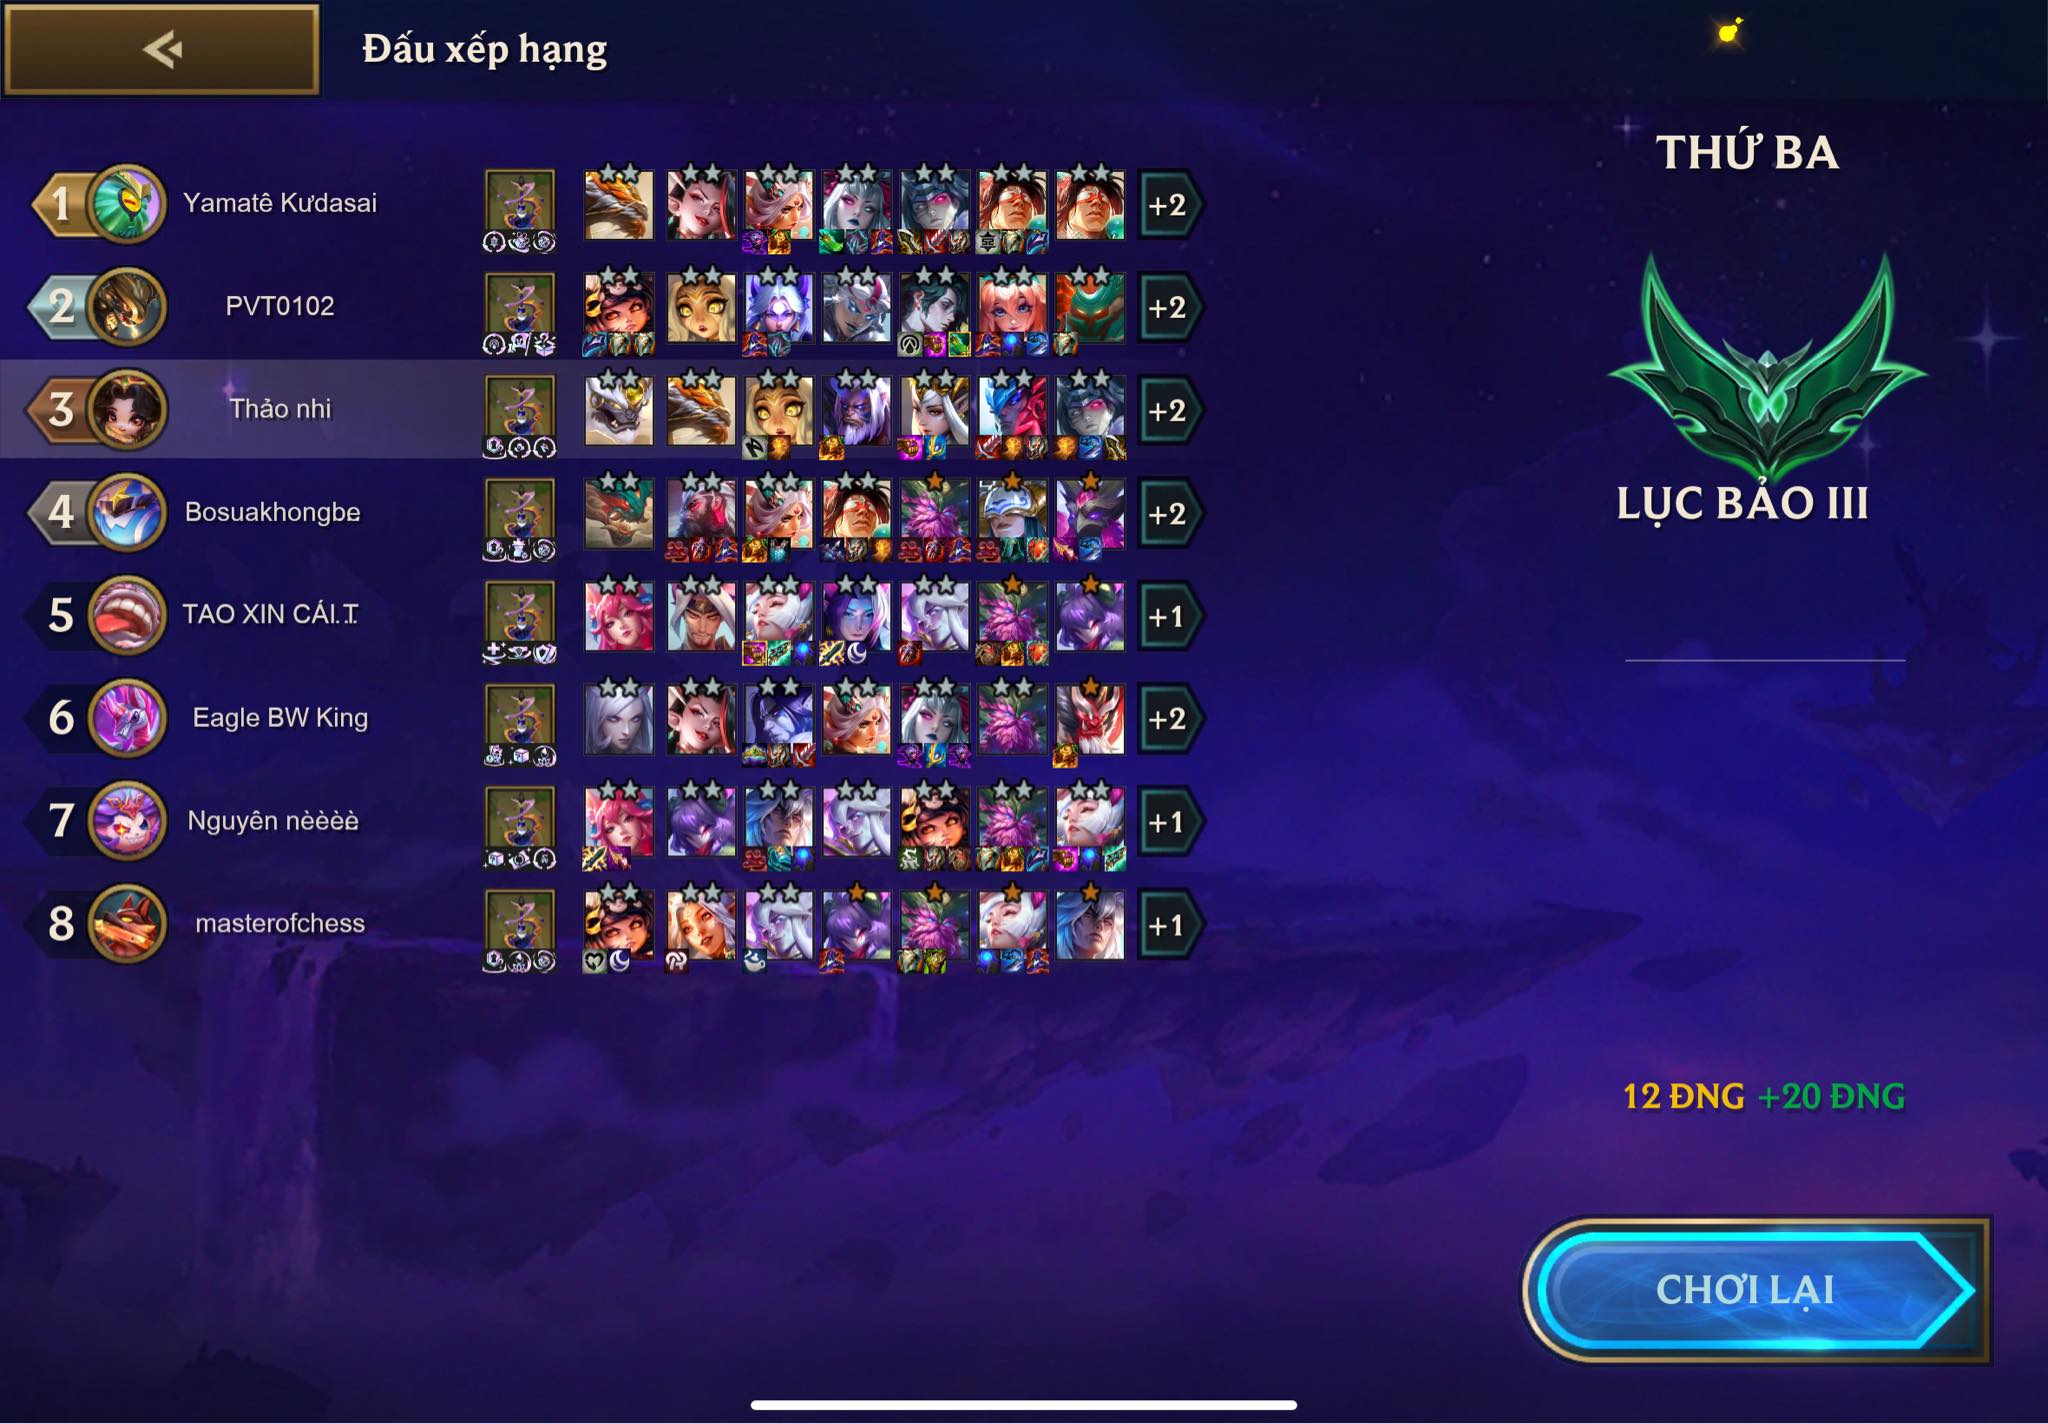 Đấu xếp hạng
THỨ BA
LỤC BẢO III
1 Yamatê Kưdasai +2
2 PVT0102 +2
3 Thảo nhi +2
4 Bosuakhongbe +2
5 TAO XIN CÁI.T. +1
6 Eagle BW King +2
7 Nguyên nèèèè +1
8 masterofchess +1
12 ĐNG +20 ĐNG
CHƠI LẠI